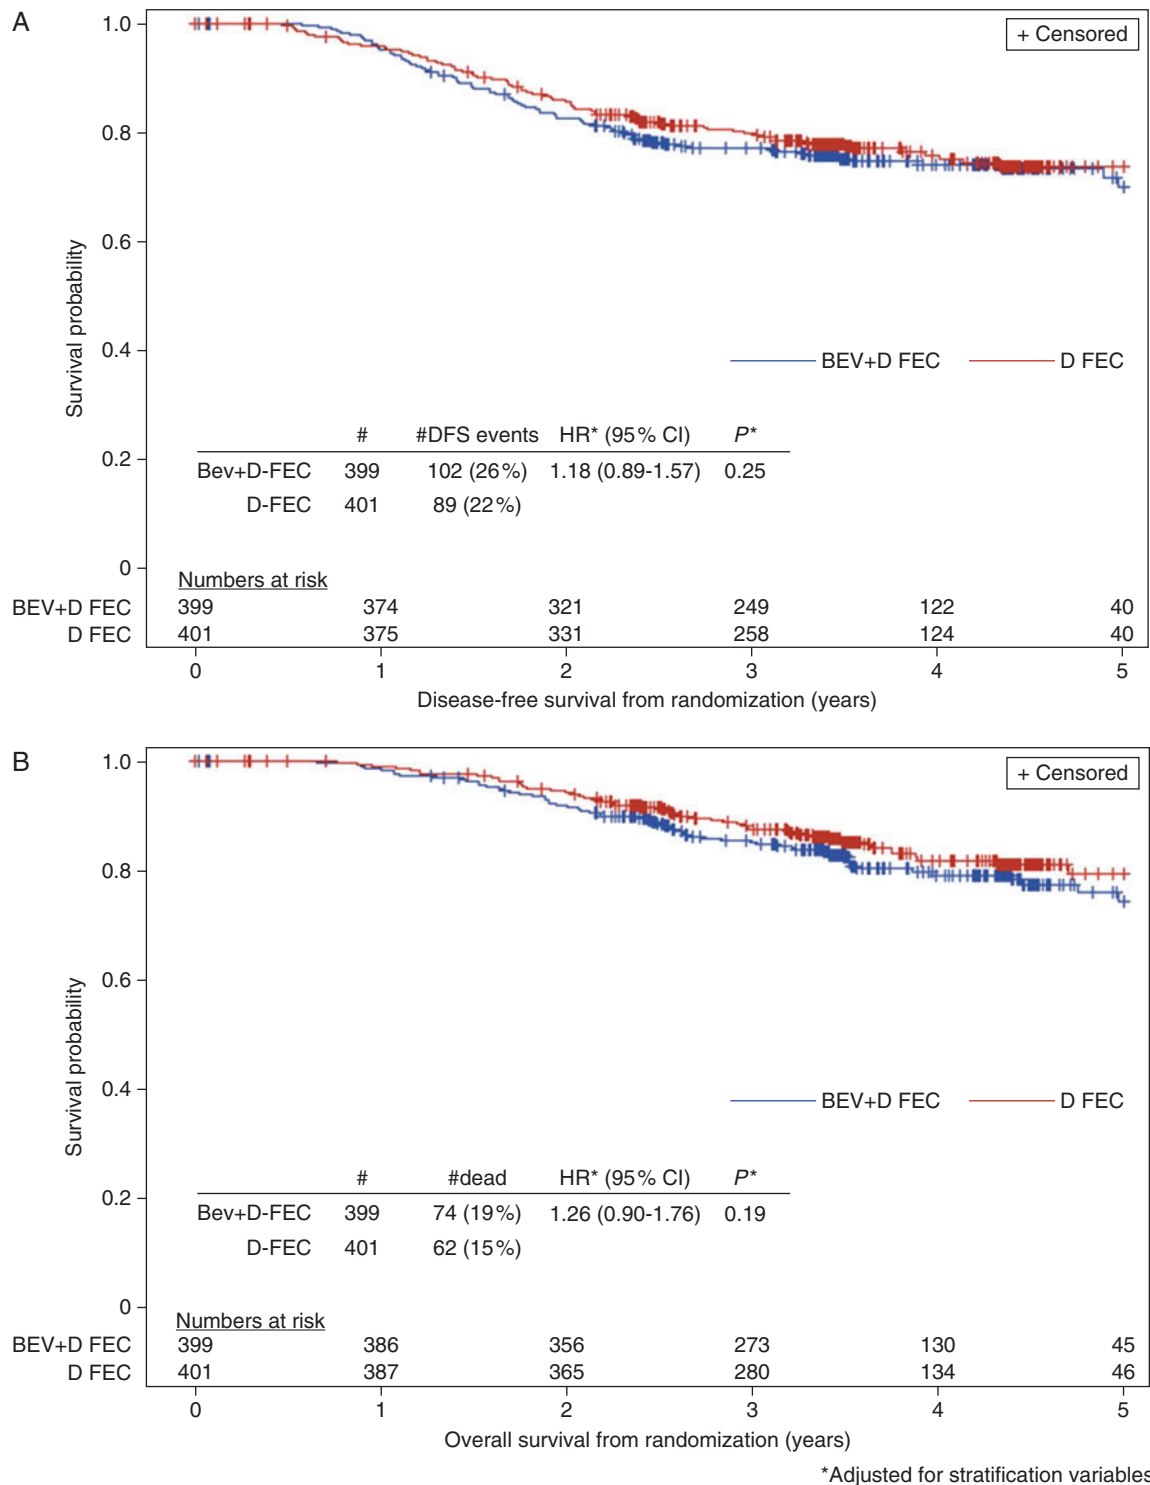 A
1.0
+ Censored
0.8
0.6
Survival probability
0.4
BEV+D FEC D FEC
# #DFS events HR* (95% CI) P*
0.2
Bev+D-FEC 399 102 (26%) 1.18 (0.89-1.57) 0.25
D-FEC 401 89 (22%)
0
Numbers at risk
BEV+D FEC 399 374 321 249 122 40
D FEC 401 375 331 258 124 40
0 1 2 3 4 5
Disease-free survival from randomization (years)
B
1.0
+ Censored
0.8
0.6
Survival probability
0.4
BEV+D FEC D FEC
# #dead HR* (95% CI) P*
0.2
Bev+D-FEC 399 74 (19%) 1.26 (0.90-1.76) 0.19
D-FEC 401 62 (15%)
0
Numbers at risk
BEV+D FEC 399 386 356 273 130 45
D FEC 401 387 365 280 134 46
0 1 2 3 4 5
Overall survival from randomization (years)
*Adjusted for stratification variables